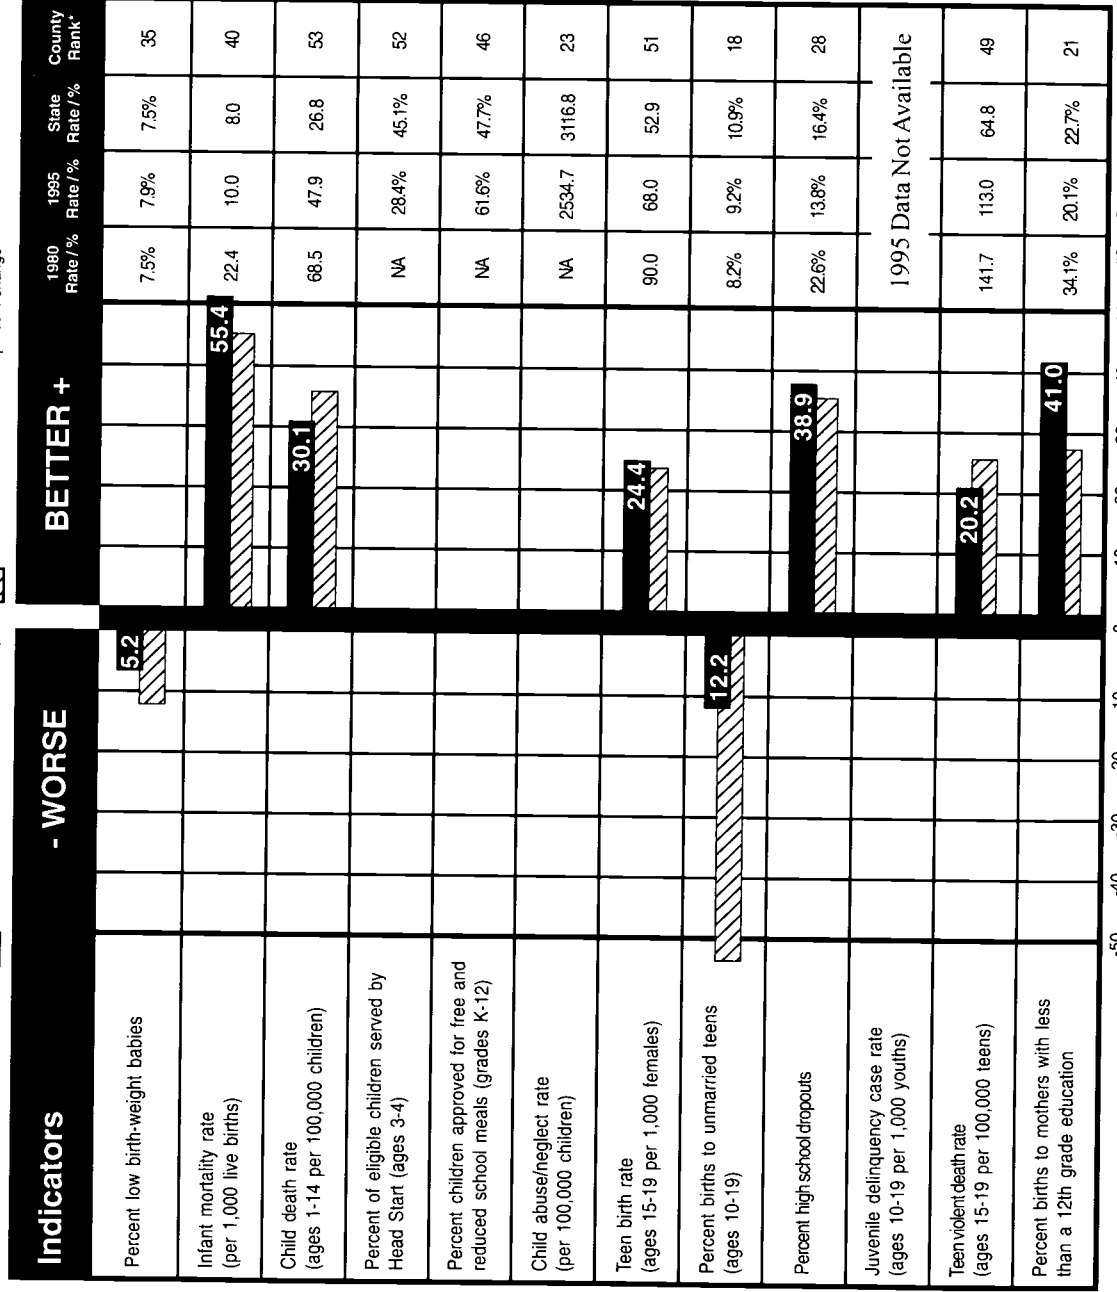 Indicators - WORSE BETTER + 1980 Rate / % 1995 Rate / % State Rate / % County Rank*
Percent low birth-weight babies 5.2 7.5% 7.9% 7.5% 35
Infant mortality rate
(per 1,000 live births) 55.4 22.4 10.0 8.0 40
Child death rate
(ages 1-14 per 100,000 children) 30.1 68.5 47.9 26.8 53
Percent of eligible children served by
Head Start (ages 3-4) NA 28.4% 45.1% 52
Percent children approved for free and
reduced school meals (grades K-12) NA 61.6% 47.7% 46
Child abuse/neglect rate
(per 100,000 children) NA 2534.7 3116.8 23
Teen birth rate
(ages 15-19 per 1,000 females) 24.4 90.0 68.0 52.9 51
Percent births to unmarried teens
(ages 10-19) 12.2 8.2% 9.2% 10.9% 18
Percent high school dropouts 38.9 22.6% 13.8% 16.4% 28
Juvenile delinquency case rate
(ages 10-19 per 1,000 youths) 1995 Data Not Available
Teen violent death rate
(ages 15-19 per 100,000 teens) 20.2 141.7 113.0 64.8 49
Percent births to mothers with less
than a 12th grade education 41.0 34.1% 20.1% 22.7% 21